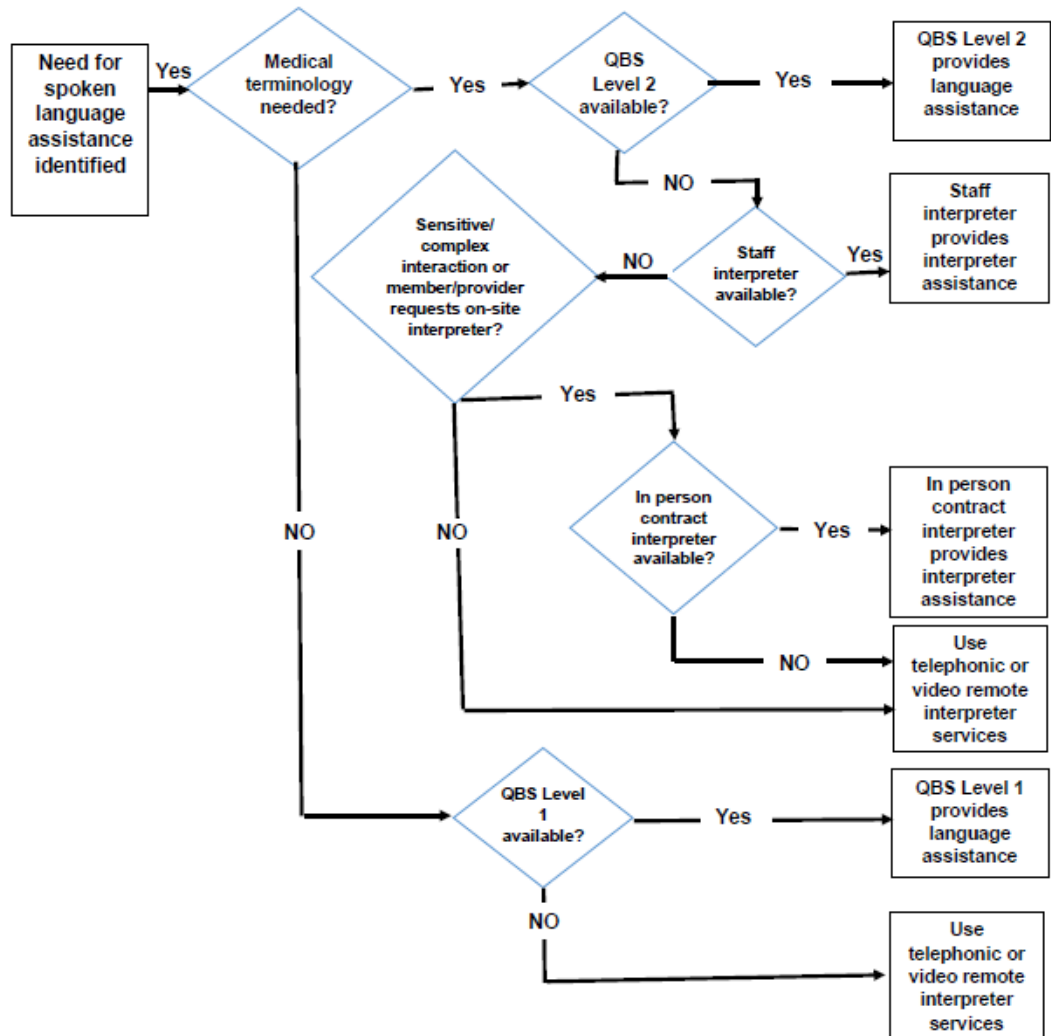 Need for
spoken
language
assistance
identified
Yes
Medical
terminology
needed?
Yes
QBS
Level 2
available?
Yes
QBS Level 2
provides
language
assistance
NO
Staff
interpreter
available?
Yes
Staff
interpreter
provides
interpreter
assistance
NO
Sensitive/
complex
interaction or
member/provider
requests on-site
interpreter?
Yes
In person
contract
interpreter
available?
Yes
In person
contract
interpreter
provides
interpreter
assistance
NO
NO
NO
Use
telephonic or
video remote
interpreter
services
QBS Level
1
available?
Yes
QBS Level 1
provides
language
assistance
NO
Use
telephonic or
video remote
interpreter
services